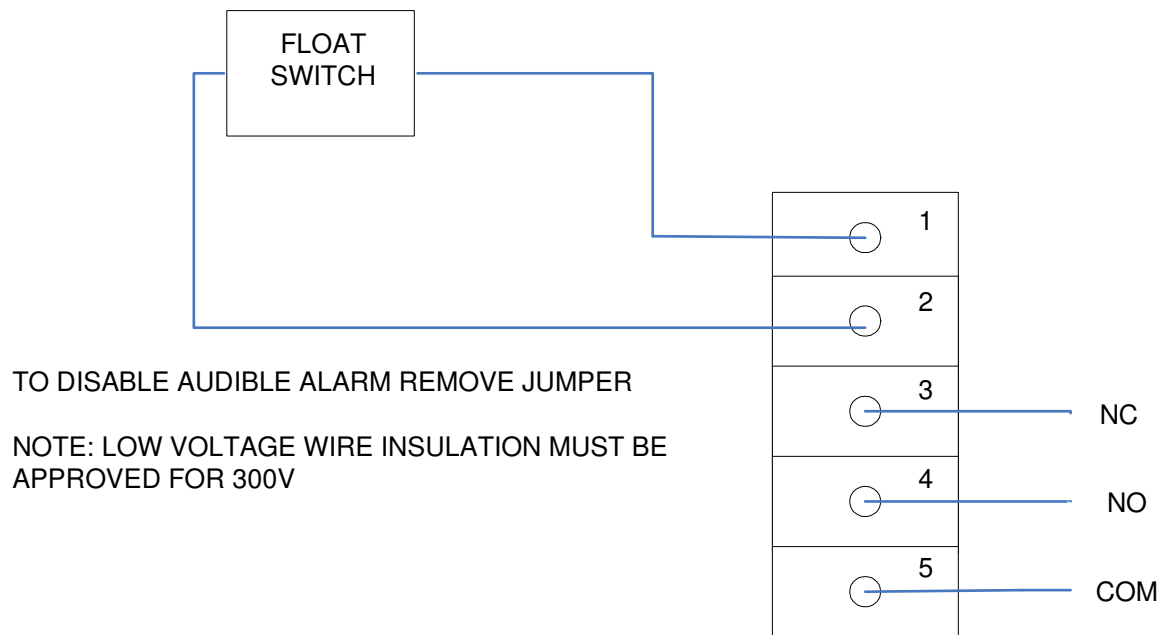 FLOAT
SWITCH
1
2
TO DISABLE AUDIBLE ALARM REMOVE JUMPER
3
NC
NOTE: LOW VOLTAGE WIRE INSULATION MUST BE
APPROVED FOR 300V
4
NO
5
COM